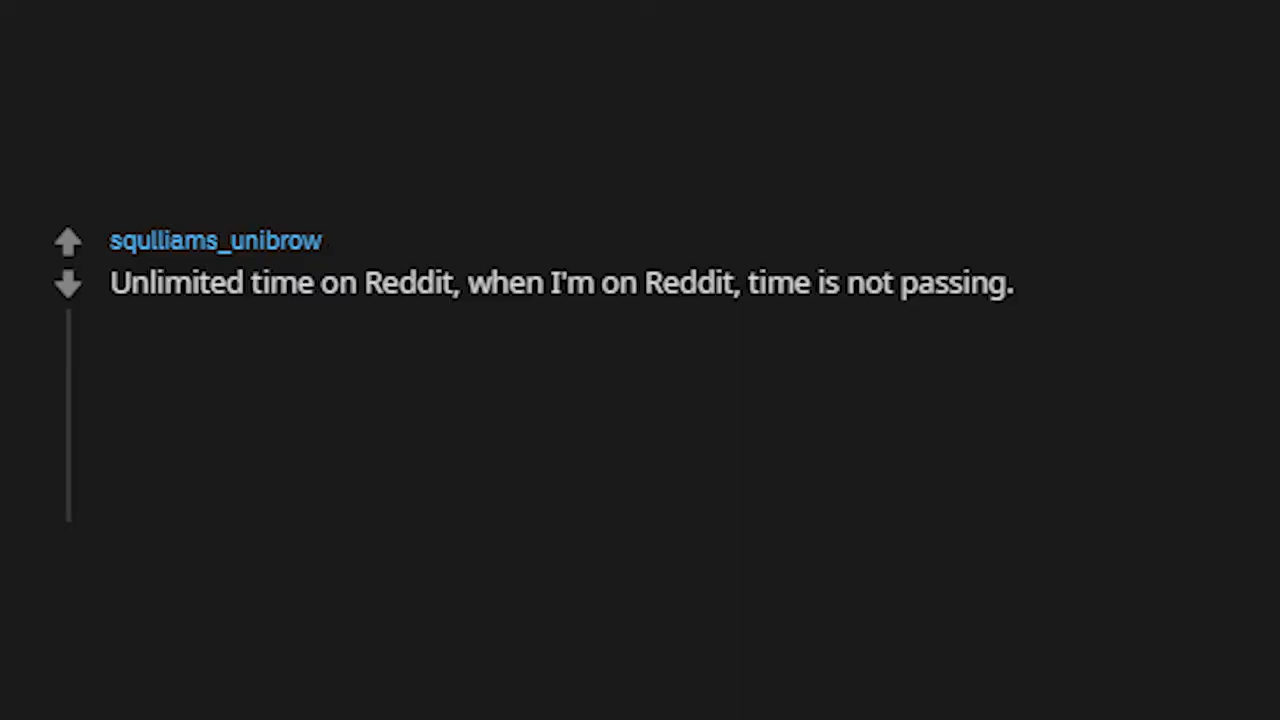 squlliams_unibrow
Unlimited time on Reddit, when I'm on Reddit, time is not passing.